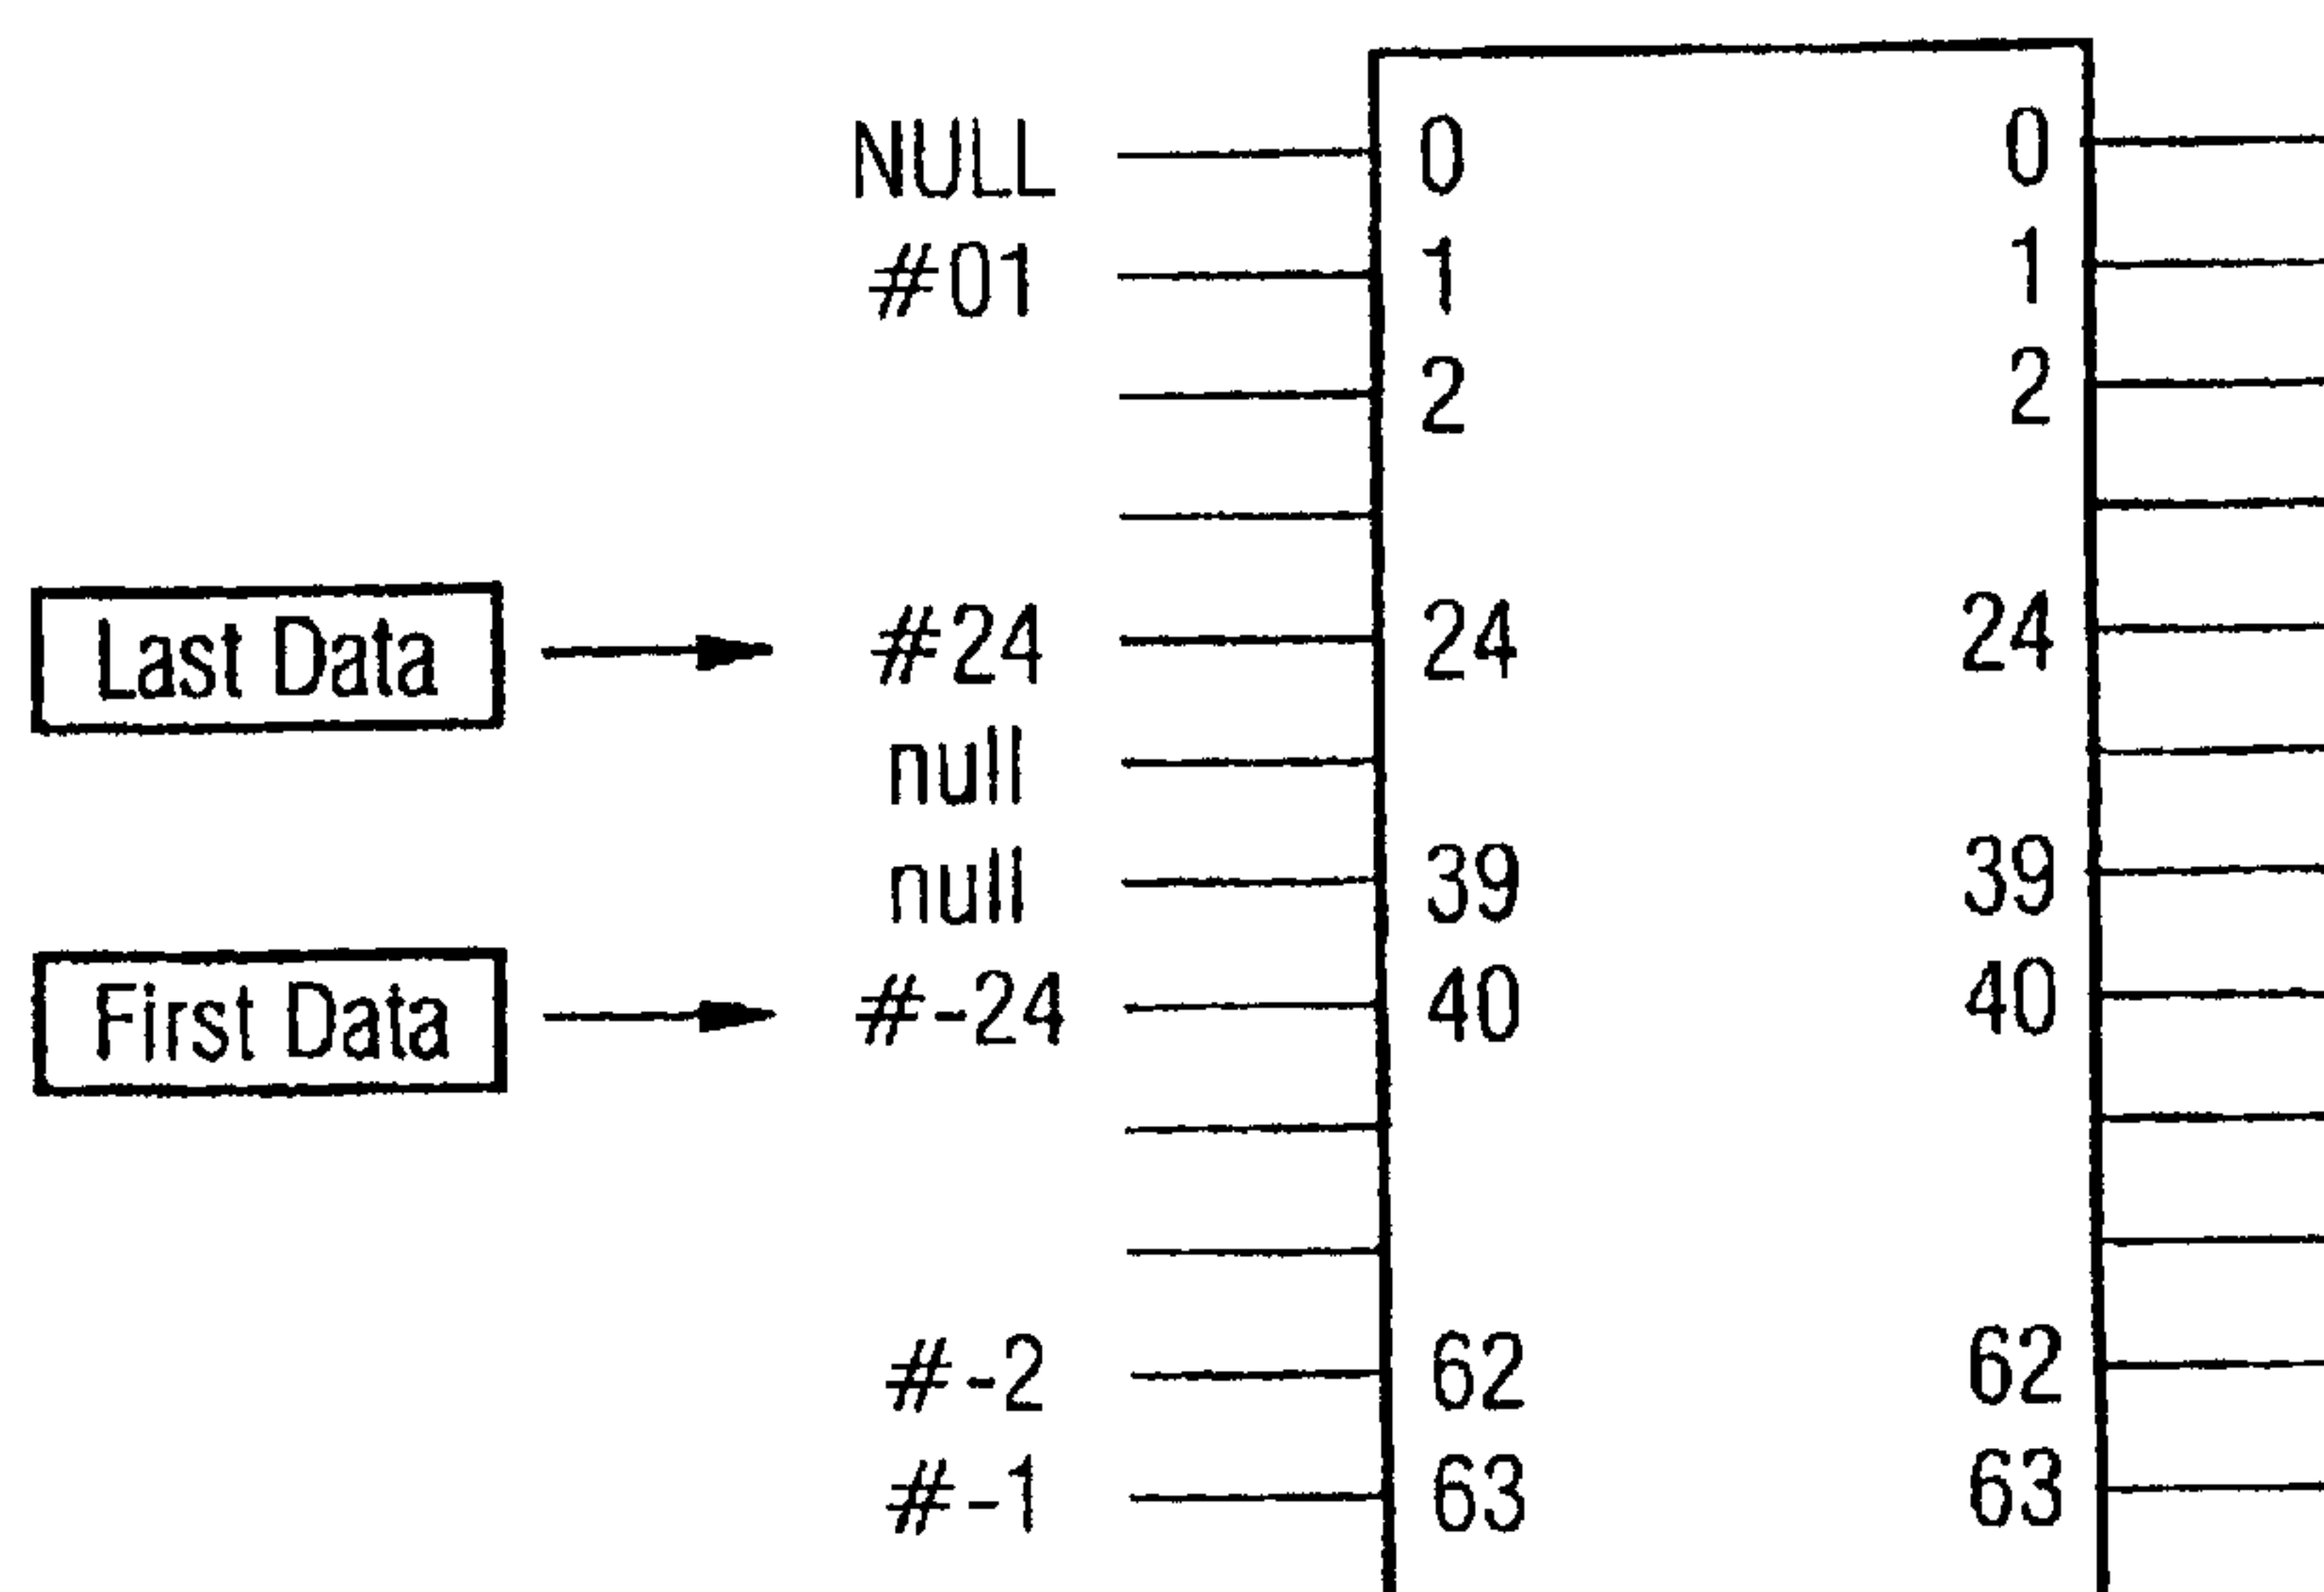 NULL 0 0
#01 1 1
2 2
Last Data #24 24 24
null
null 39 39
First Data #-24 40 40
#-2 62 62
#-1 63 63